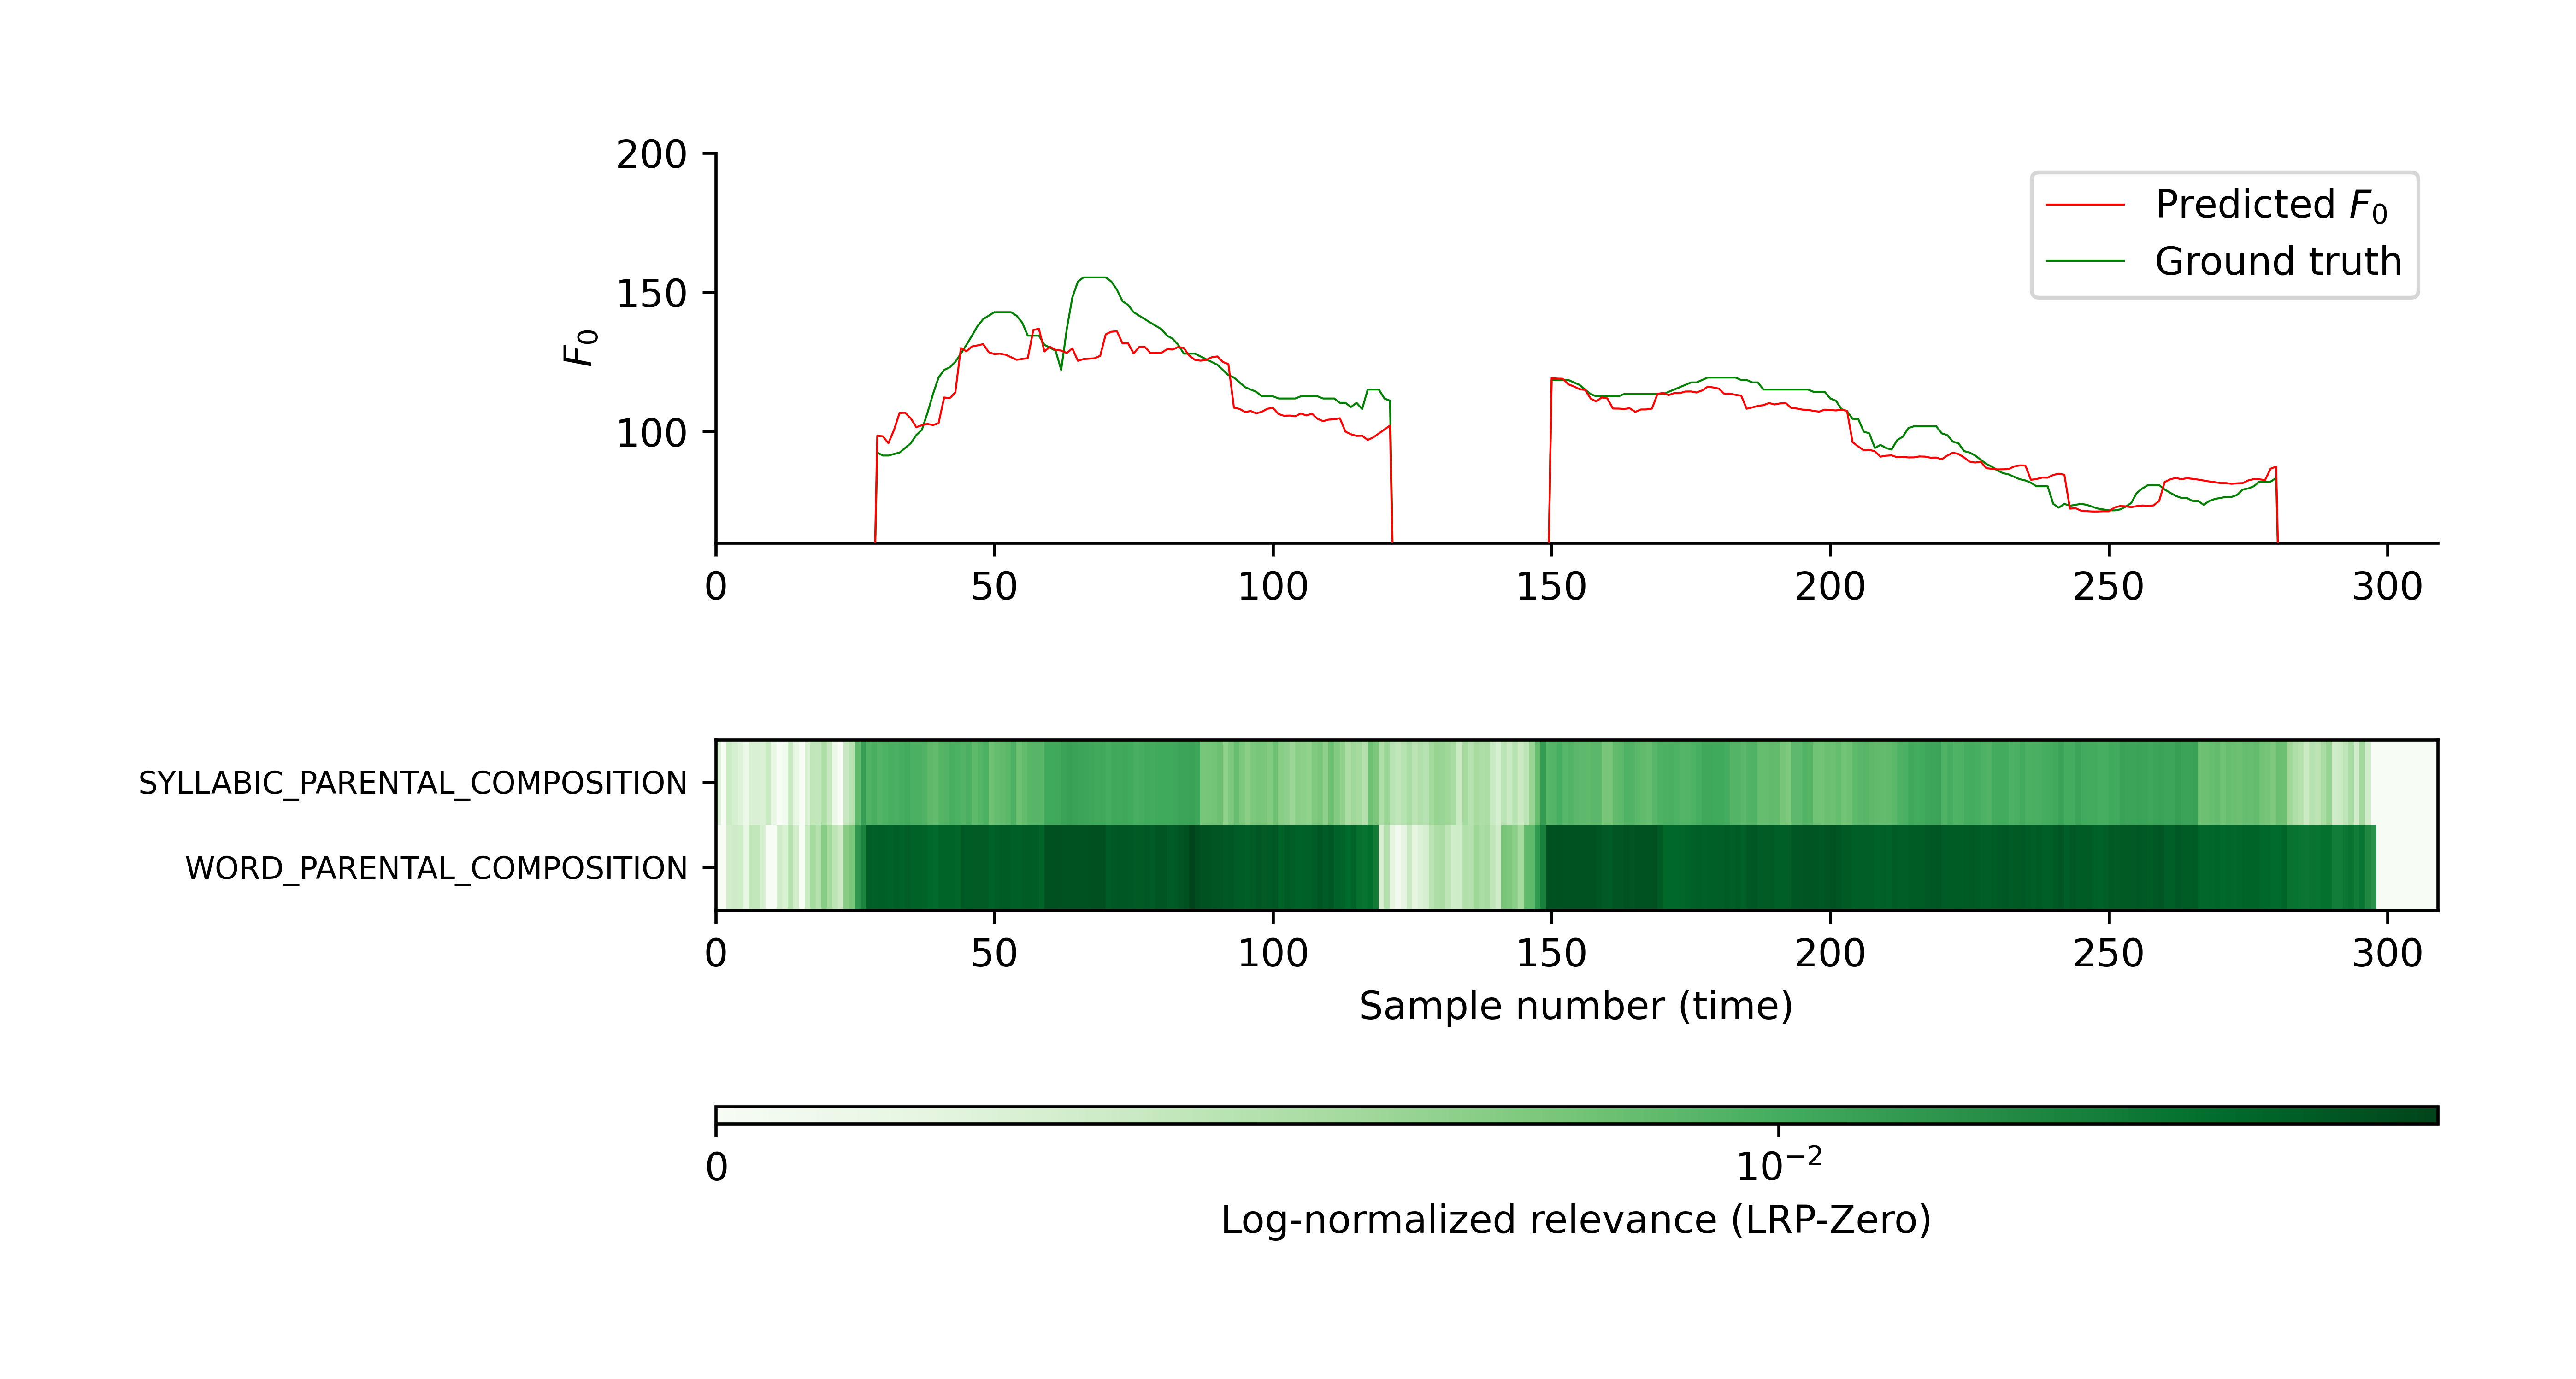 200
150
100
F₀
Predicted F₀
Ground truth
0 50 100 150 200 250 300
SYLLABIC_PARENTAL_COMPOSITION
WORD_PARENTAL_COMPOSITION
0 50 100 150 200 250 300
Sample number (time)
0 10⁻²
Log-normalized relevance (LRP-Zero)